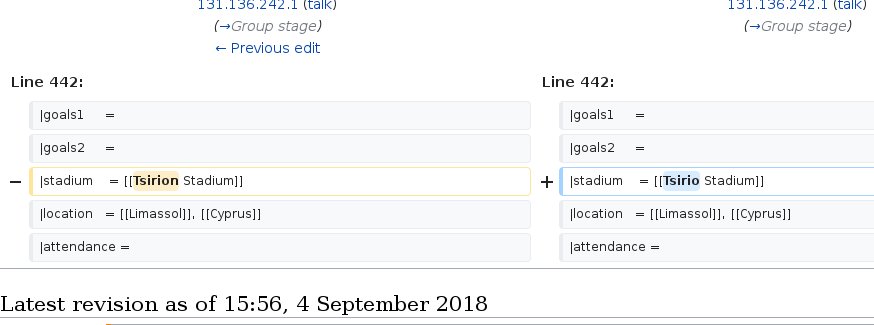 131.136.242.1 (talk) 131.136.242.1 (talk)
(→Group stage) (→Group stage)
← Previous edit
Line 442: Line 442:
|goals1 = |goals1 =
|goals2 = |goals2 =
− |stadium = [[Tsirion Stadium]] + |stadium = [[Tsirio Stadium]]
|location = [[Limassol]], [[Cyprus]] |location = [[Limassol]], [[Cyprus]]
|attendance = |attendance =
Latest revision as of 15:56, 4 September 2018